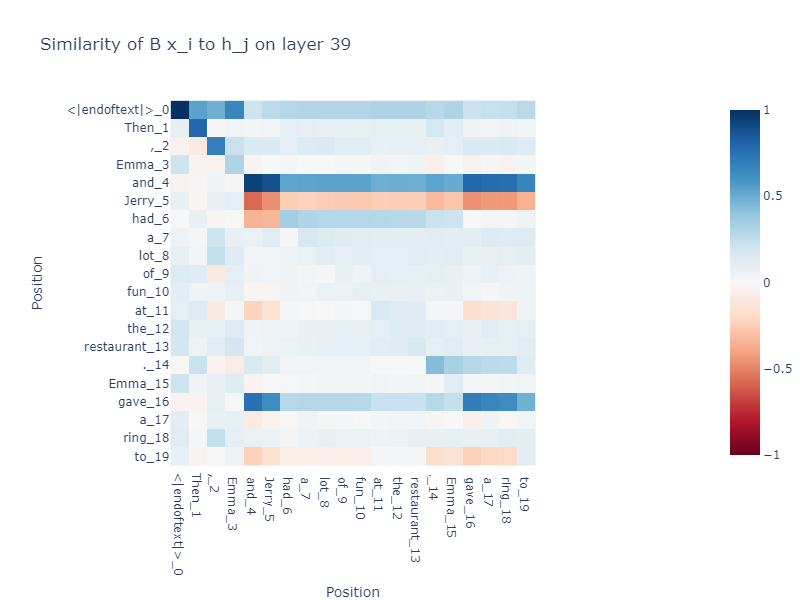 Similarity of B x_i to h_j on layer 39
Position
<|endoftext|>_0
Then_1
,_2
Emma_3
and_4
Jerry_5
had_6
a_7
lot_8
of_9
fun_10
at_11
the_12
restaurant_13
._14
Emma_15
gave_16
a_17
ring_18
to_19
<|endoftext|>_0
Then_1
,_2
Emma_3
and_4
Jerry_5
had_6
a_7
lot_8
of_9
fun_10
at_11
the_12
restaurant_13
._14
Emma_15
gave_16
a_17
ring_18
to_19
Position
1
0.5
0
−0.5
−1